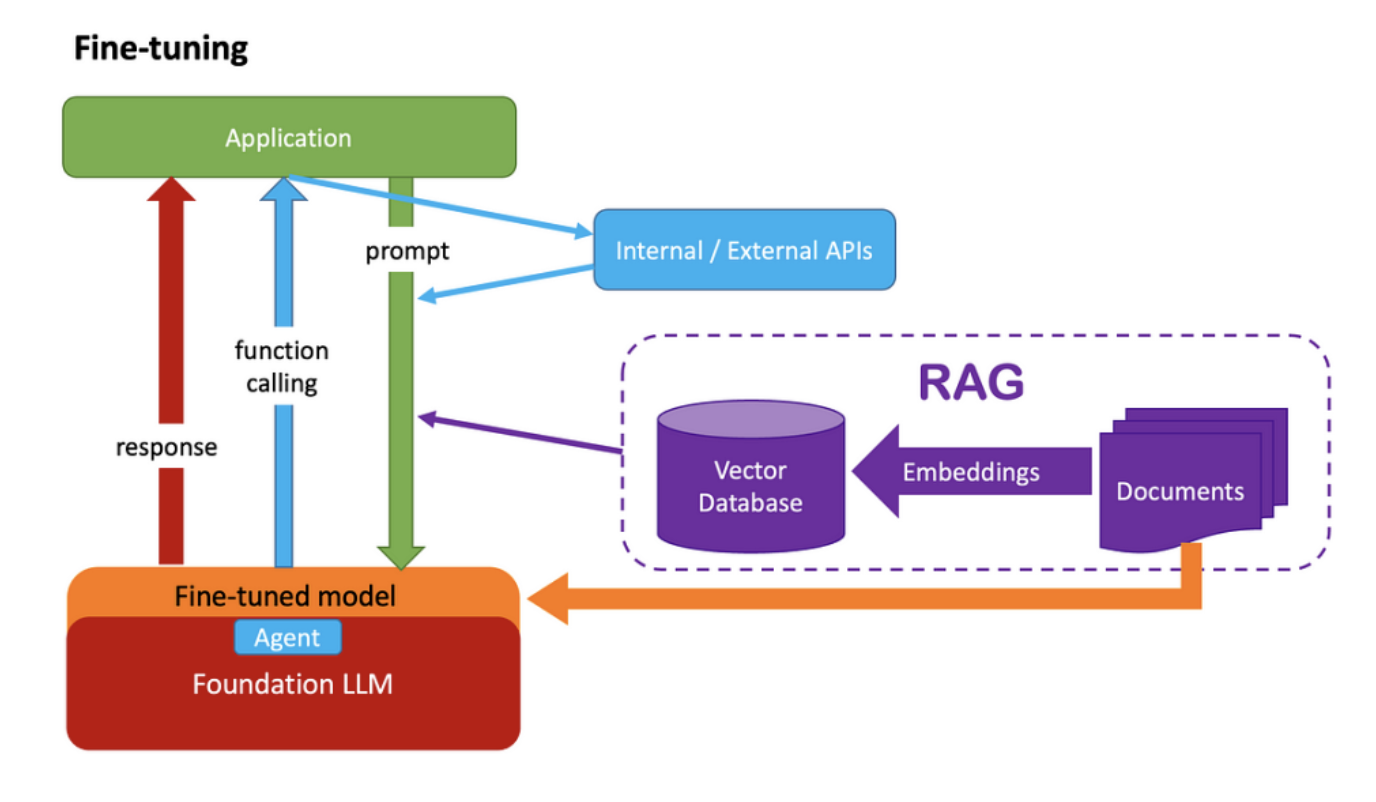 Fine-tuning
Application
prompt
Internal / External APIs
function
calling
response
RAG
Vector
Database
Embeddings
Documents
Fine-tuned model
Agent
Foundation LLM